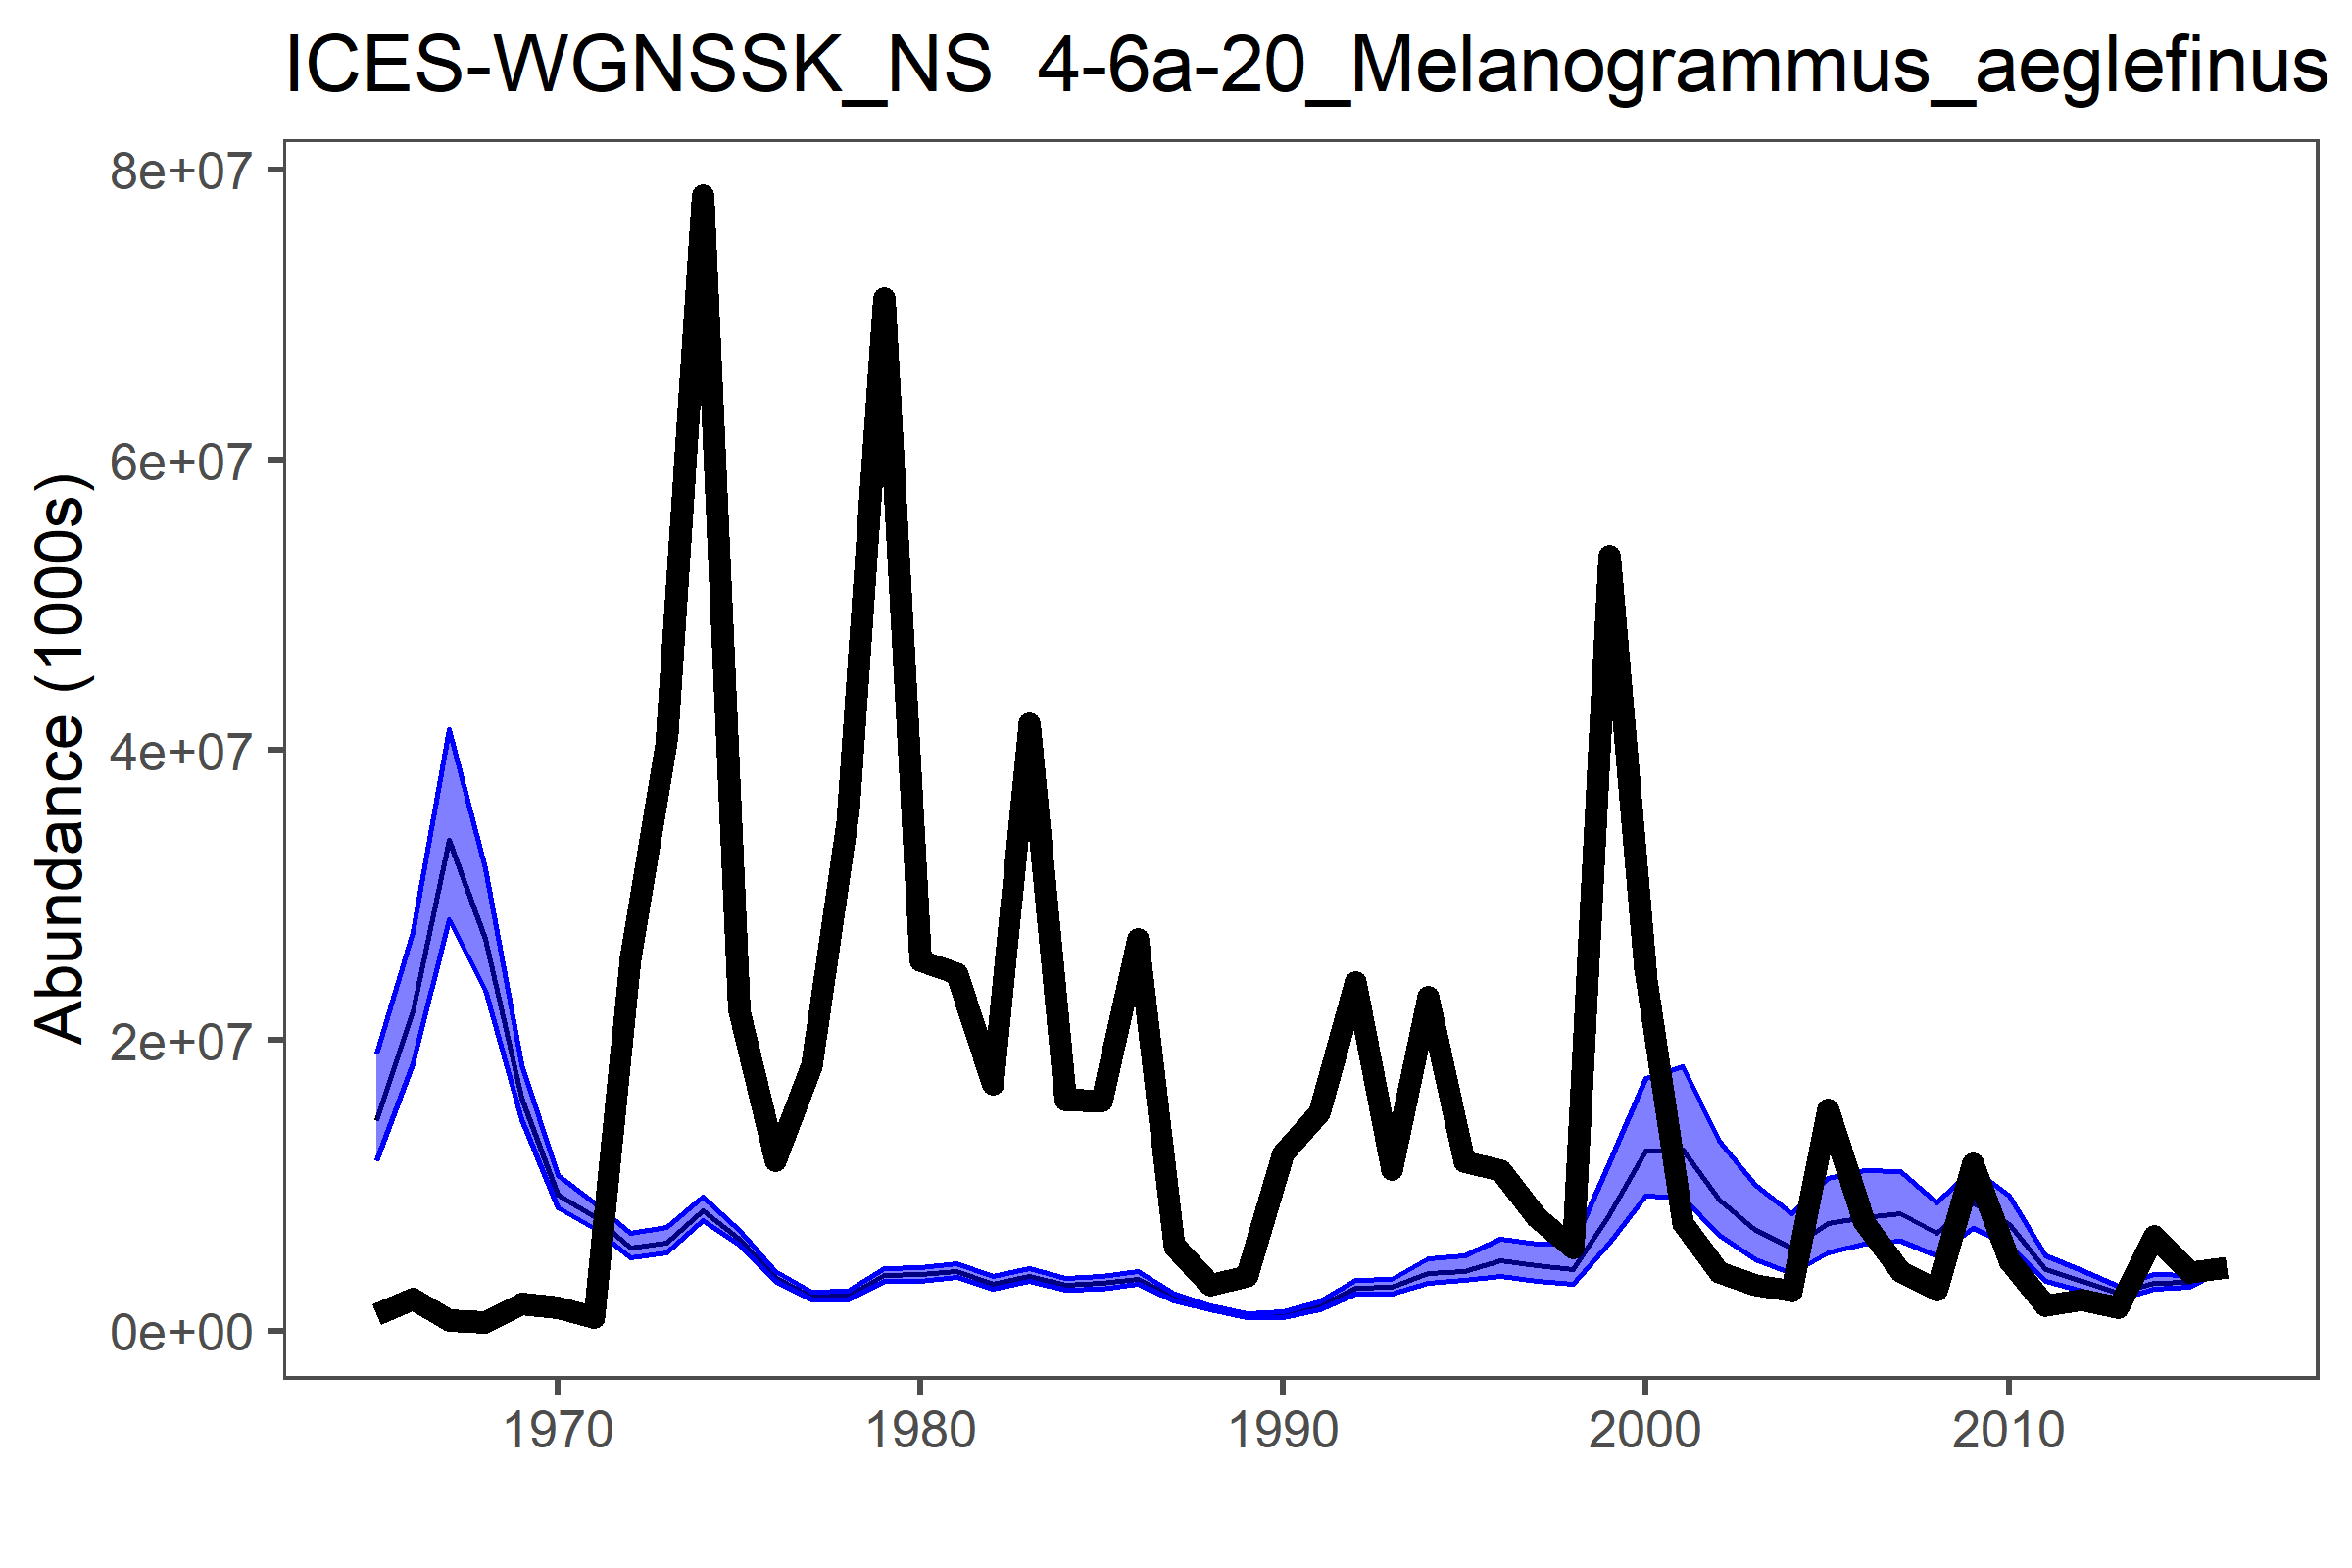 ICES-WGNSSK_NS  4-6a-20_Melanogrammus_aeglefinus
Abundance (1000s)
8e+07
6e+07
4e+07
2e+07
0e+00
1970 1980 1990 2000 2010